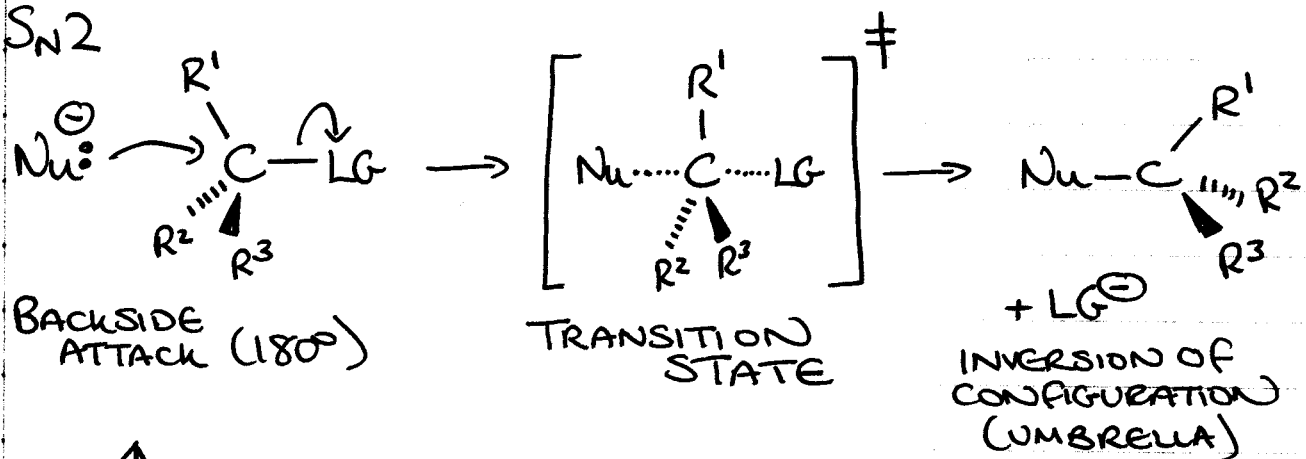 SN2
R¹ R¹ ‡
Nu:⊖ C—LG ⟶ [Nu·····C·····LG] ⟶ Nu—C R¹
R² R³ R² R³ R² R³
BACKSIDE
ATTACK (180°)
TRANSITION
STATE
+ LG⊖
INVERSION OF
CONFIGURATION
(UMBRELLA)